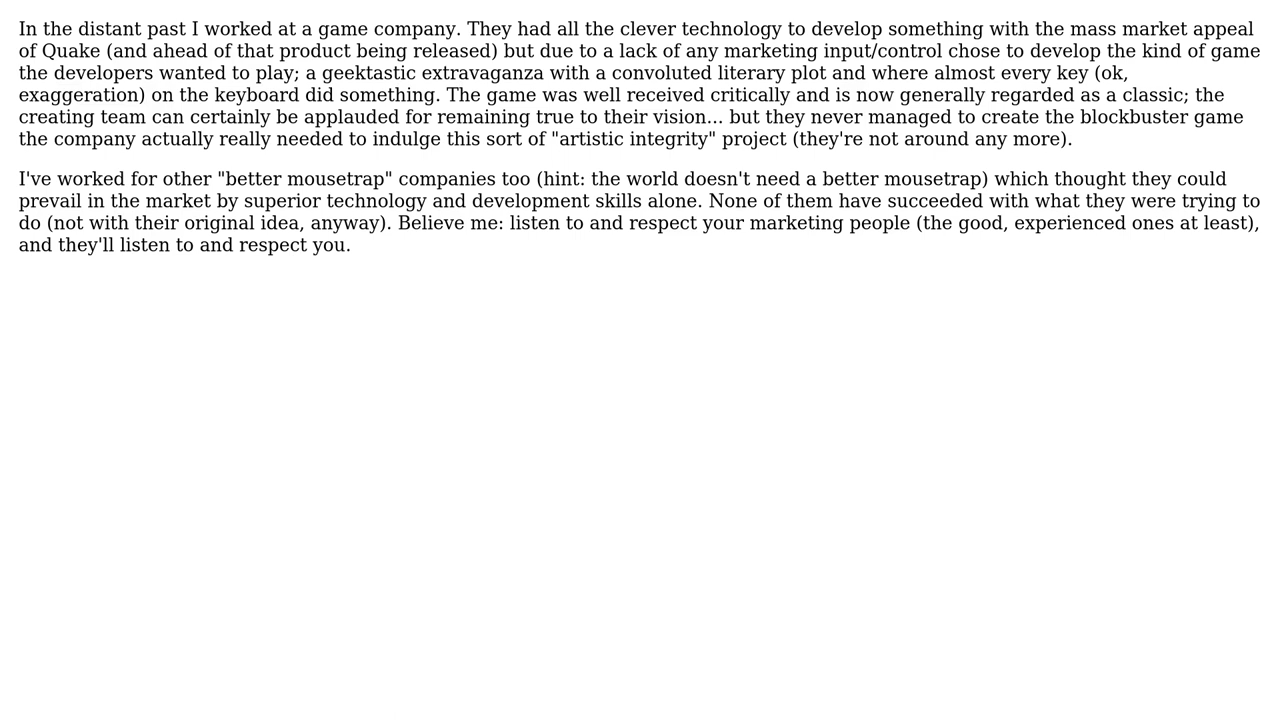 In the distant past I worked at a game company. They had all the clever technology to develop something with the mass market appeal
of Quake (and ahead of that product being released) but due to a lack of any marketing input/control chose to develop the kind of game
the developers wanted to play; a geektastic extravaganza with a convoluted literary plot and where almost every key (ok,
exaggeration) on the keyboard did something. The game was well received critically and is now generally regarded as a classic; the
creating team can certainly be applauded for remaining true to their vision... but they never managed to create the blockbuster game
the company actually really needed to indulge this sort of "artistic integrity" project (they're not around any more).
I've worked for other "better mousetrap" companies too (hint: the world doesn't need a better mousetrap) which thought they could
prevail in the market by superior technology and development skills alone. None of them have succeeded with what they were trying to
do (not with their original idea, anyway). Believe me: listen to and respect your marketing people (the good, experienced ones at least),
and they'll listen to and respect you.